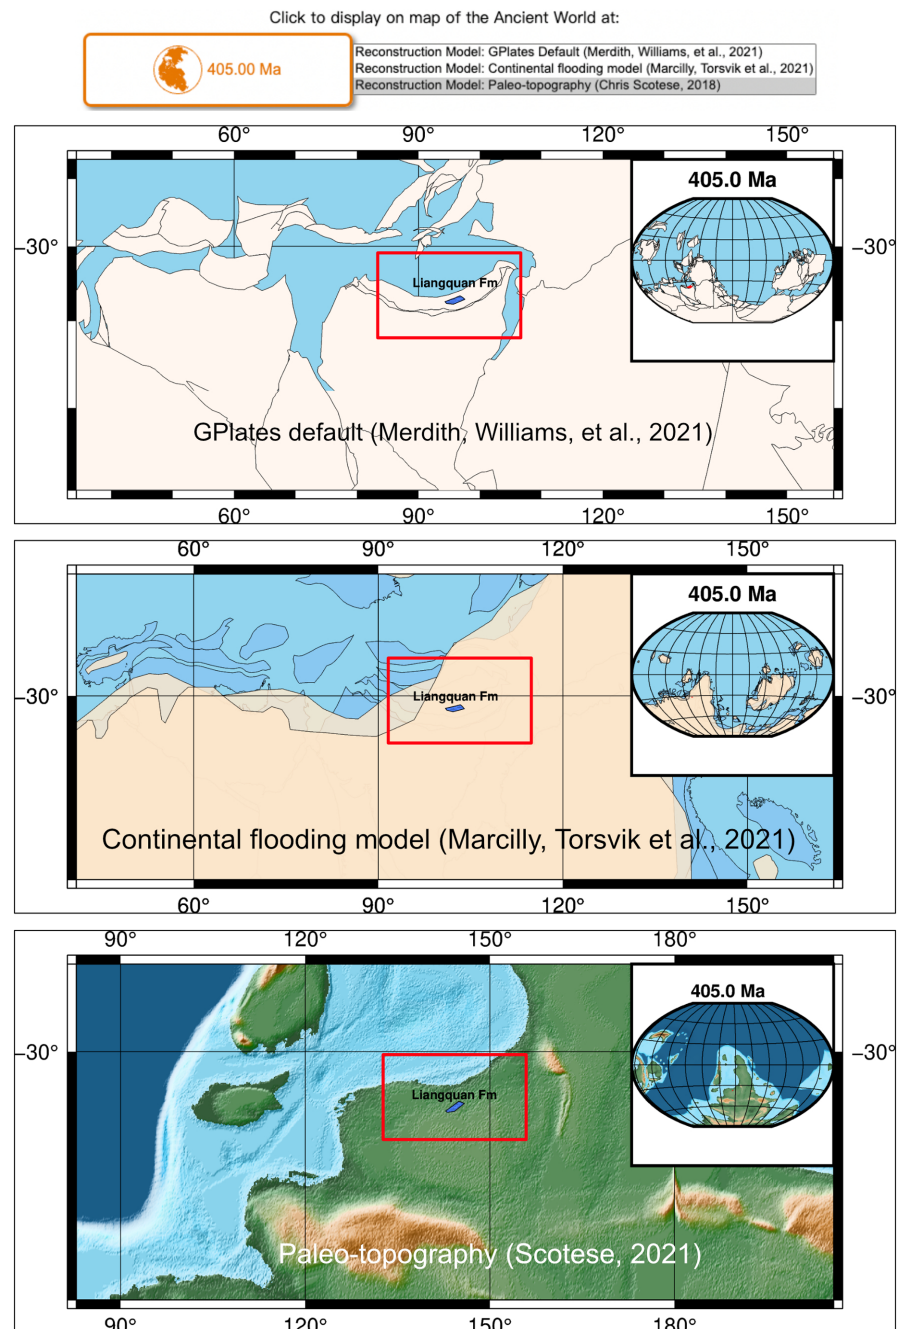 Click to display on map of the Ancient World at:
405.00 Ma
Reconstruction Model: GPlates Default (Merdith, Williams, et al., 2021)
Reconstruction Model: Continental flooding model (Marcilly, Torsvik et al., 2021)
Reconstruction Model: Paleo-topography (Chris Scotese, 2018)
60° 90° 120° 150°
405.0 Ma
−30° −30°
Liangquan Fm
GPlates default (Merdith, Williams, et al., 2021)
60° 90° 120° 150°
60° 90° 120° 150°
405.0 Ma
−30° −30°
Liangquan Fm
Continental flooding model (Marcilly, Torsvik et al., 2021)
60° 90° 120° 150°
90° 120° 150° 180°
405.0 Ma
−30° −30°
Liangquan Fm
Paleo-topography (Scotese, 2021)
90° 120° 150° 180°